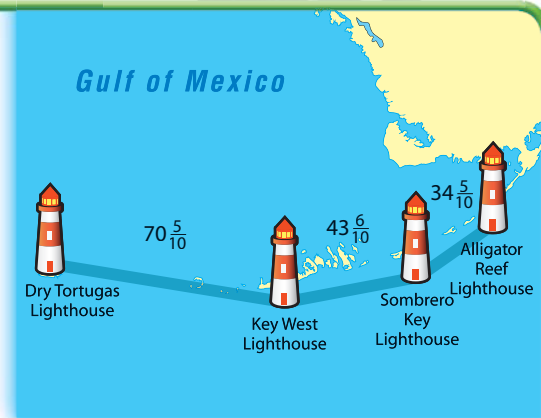 Gulf of Mexico
70 5/10
43 6/10
34 5/10
Dry Tortugas
Lighthouse
Key West
Lighthouse
Sombrero
Key
Lighthouse
Alligator
Reef
Lighthouse